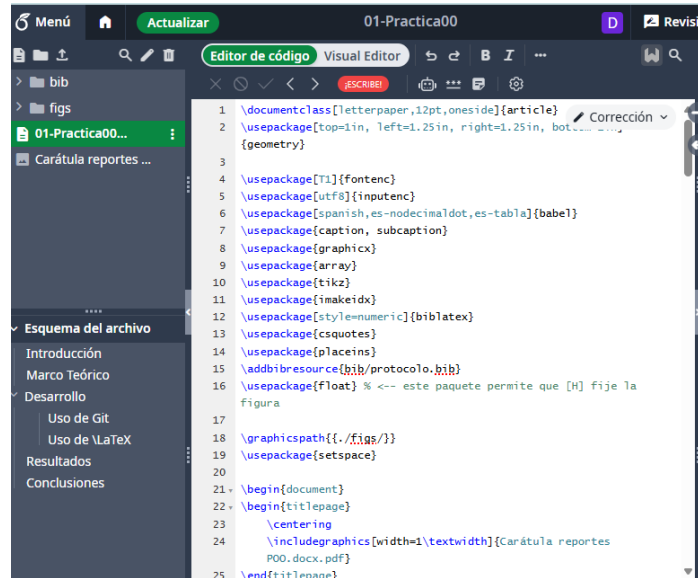 Menú
Actualizar
01-Practica00
D
Revisi
Editor de código Visual Editor
B I
¡ESCRIBE!
bib
figs
01-Practica00...
Carátula reportes ...
Esquema del archivo
Introducción
Marco Teórico
Desarrollo
Uso de Git
Uso de \LaTeX
Resultados
Conclusiones
Corrección
1 \documentclass[letterpaper,12pt,oneside]{article}
2 \usepackage[top=1in, left=1.25in, right=1.25in,
{geometry}
3
4 \usepackage[T1]{fontenc}
5 \usepackage[utf8]{inputenc}
6 \usepackage[spanish,es-nodecimaldot,es-tabla]{babel}
7 \usepackage{caption, subcaption}
8 \usepackage{graphicx}
9 \usepackage{array}
10 \usepackage{tikz}
11 \usepackage{imakeidx}
12 \usepackage[style=numeric]{biblatex}
13 \usepackage{csquotes}
14 \usepackage{placeins}
15 \addbibresource{bib/protocolo.bib}
16 \usepackage{float} % <-- este paquete permite que [H] fije la
figura
17
18 \graphicspath{{./figs/}}
19 \usepackage{setspace}
20
21 \begin{document}
22 \begin{titlepage}
23 \centering
24 \includegraphics[width=1\textwidth]{Carátula reportes
POO.docx.pdf}
25 \end{titlepage}